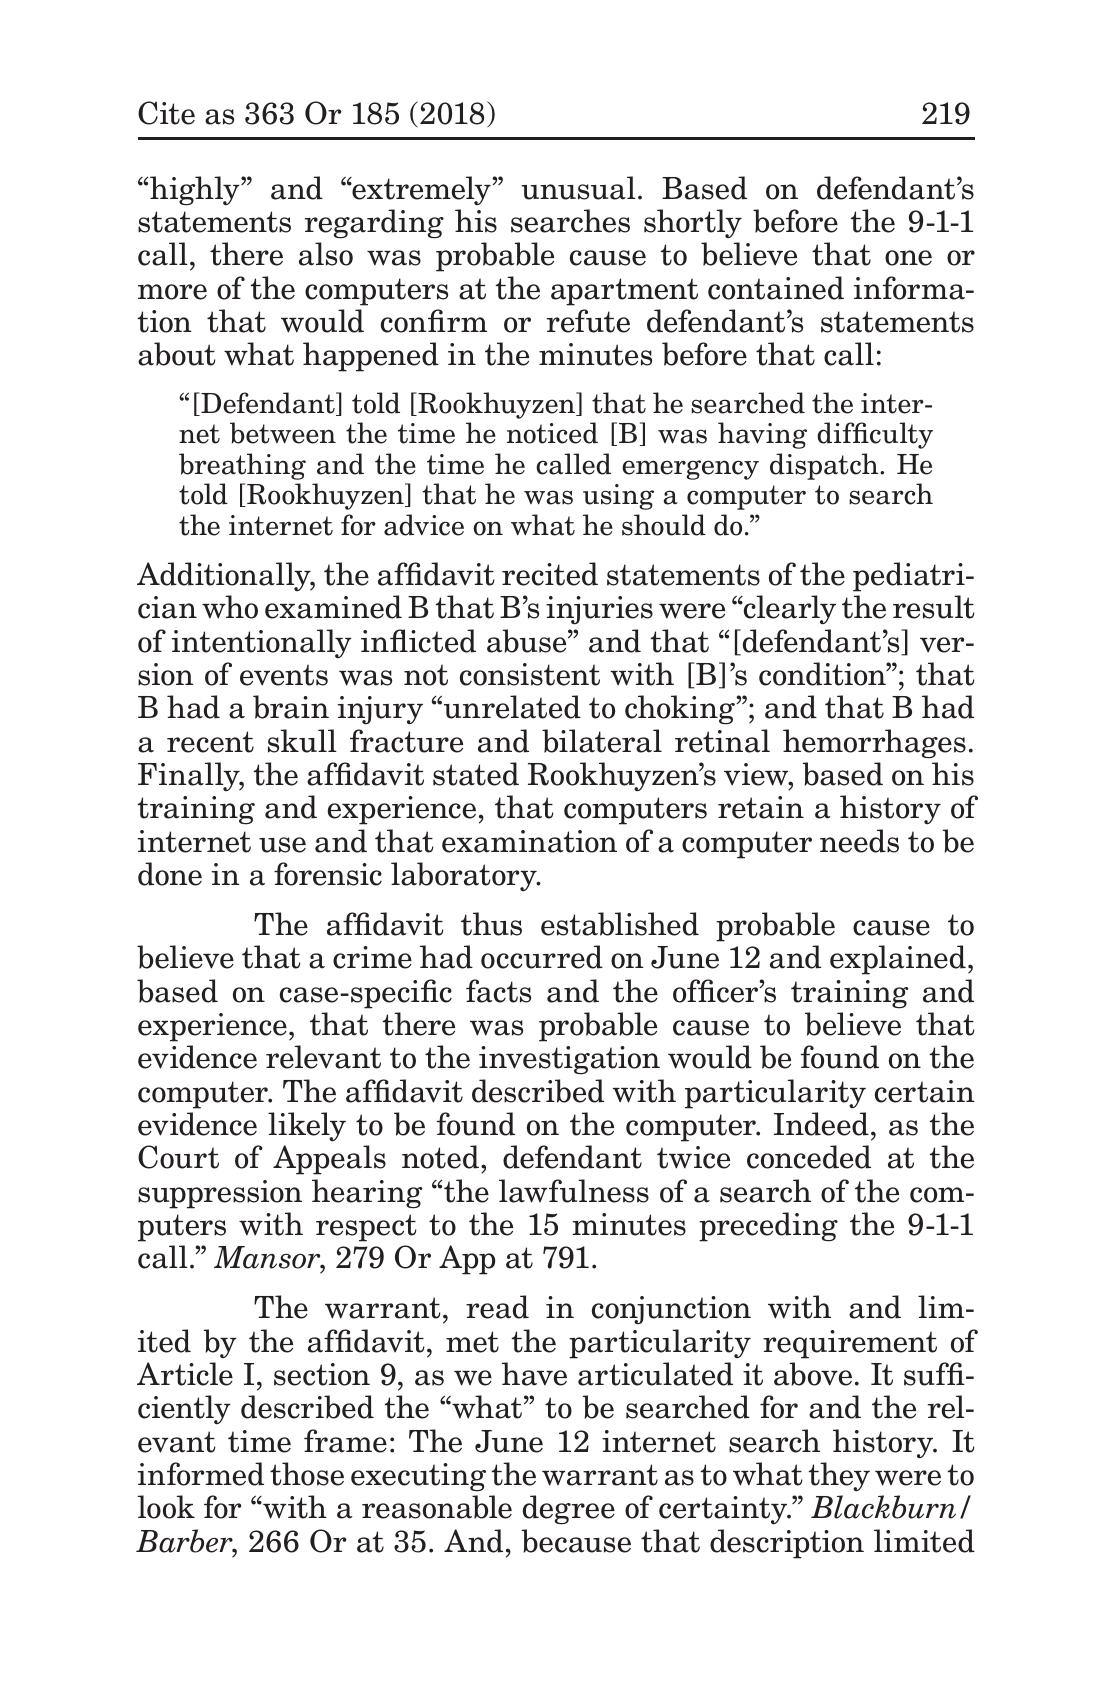 Cite as 363 Or 185 (2018) 219
“highly” and “extremely” unusual. Based on defendant’s
statements regarding his searches shortly before the 9-1-1
call, there also was probable cause to believe that one or
more of the computers at the apartment contained informa-
tion that would confirm or refute defendant’s statements
about what happened in the minutes before that call:
“[Defendant] told [Rookhuyzen] that he searched the inter-
net between the time he noticed [B] was having difficulty
breathing and the time he called emergency dispatch. He
told [Rookhuyzen] that he was using a computer to search
the internet for advice on what he should do.”
Additionally, the affidavit recited statements of the pediatri-
cian who examined B that B’s injuries were “clearly the result
of intentionally inflicted abuse” and that “[defendant’s] ver-
sion of events was not consistent with [B]’s condition”; that
B had a brain injury “unrelated to choking”; and that B had
a recent skull fracture and bilateral retinal hemorrhages.
Finally, the affidavit stated Rookhuyzen’s view, based on his
training and experience, that computers retain a history of
internet use and that examination of a computer needs to be
done in a forensic laboratory.
The affidavit thus established probable cause to
believe that a crime had occurred on June 12 and explained,
based on case-specific facts and the officer’s training and
experience, that there was probable cause to believe that
evidence relevant to the investigation would be found on the
computer. The affidavit described with particularity certain
evidence likely to be found on the computer. Indeed, as the
Court of Appeals noted, defendant twice conceded at the
suppression hearing “the lawfulness of a search of the com-
puters with respect to the 15 minutes preceding the 9-1-1
call.” Mansor, 279 Or App at 791.
The warrant, read in conjunction with and lim-
ited by the affidavit, met the particularity requirement of
Article I, section 9, as we have articulated it above. It suffi-
ciently described the “what” to be searched for and the rel-
evant time frame: The June 12 internet search history. It
informed those executing the warrant as to what they were to
look for “with a reasonable degree of certainty.” Blackburn/
Barber, 266 Or at 35. And, because that description limited